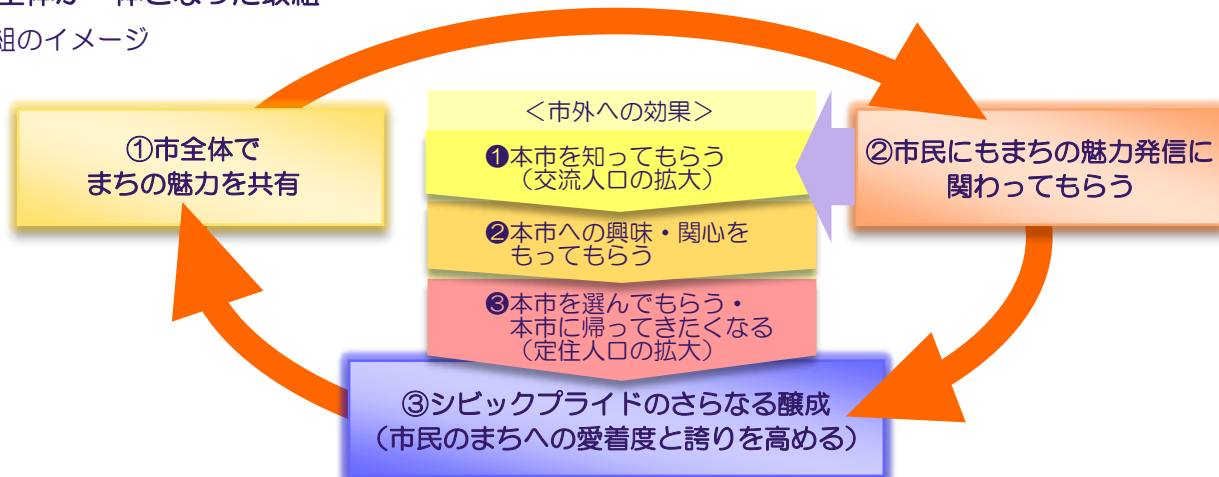 組のイメージ
①市全体で
まちの魅力を共有
<市外への効果>
❶本市を知ってもらう
(交流人口の拡大)
❷本市への興味・関心を
もってもらう
❸本市を選んでもらう・
本市に帰ってきたくなる
(定住人口の拡大)
②市民にもまちの魅力発信に
関わってもらう
③シビックプライドのさらなる醸成
(市民のまちへの愛着度と誇りを高める)